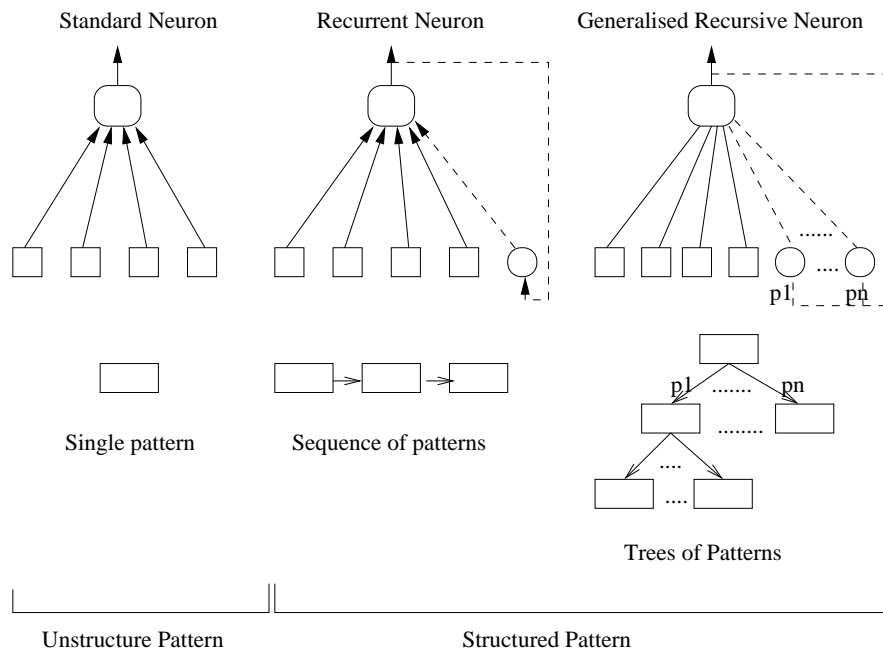 Standard Neuron
Recurrent Neuron
Generalised Recursive Neuron
.......
....
p1
pn
p1
pn
.......
........
....
....
Single pattern
Sequence of patterns
Trees of Patterns
Unstructure Pattern
Structured Pattern